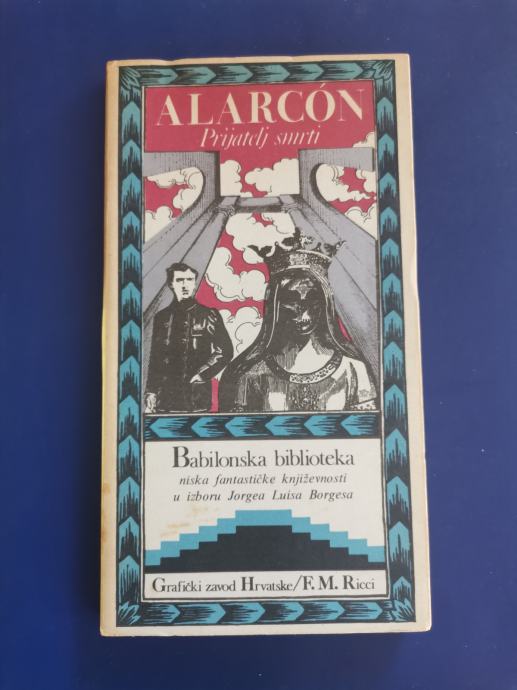 ALARCÓN
Prijatelj smrti
Babilonska biblioteka
niska fantastičke književnosti
u izboru Jorgea Luisa Borgesa
Grafički zavod Hrvatske/F. M. Ricci